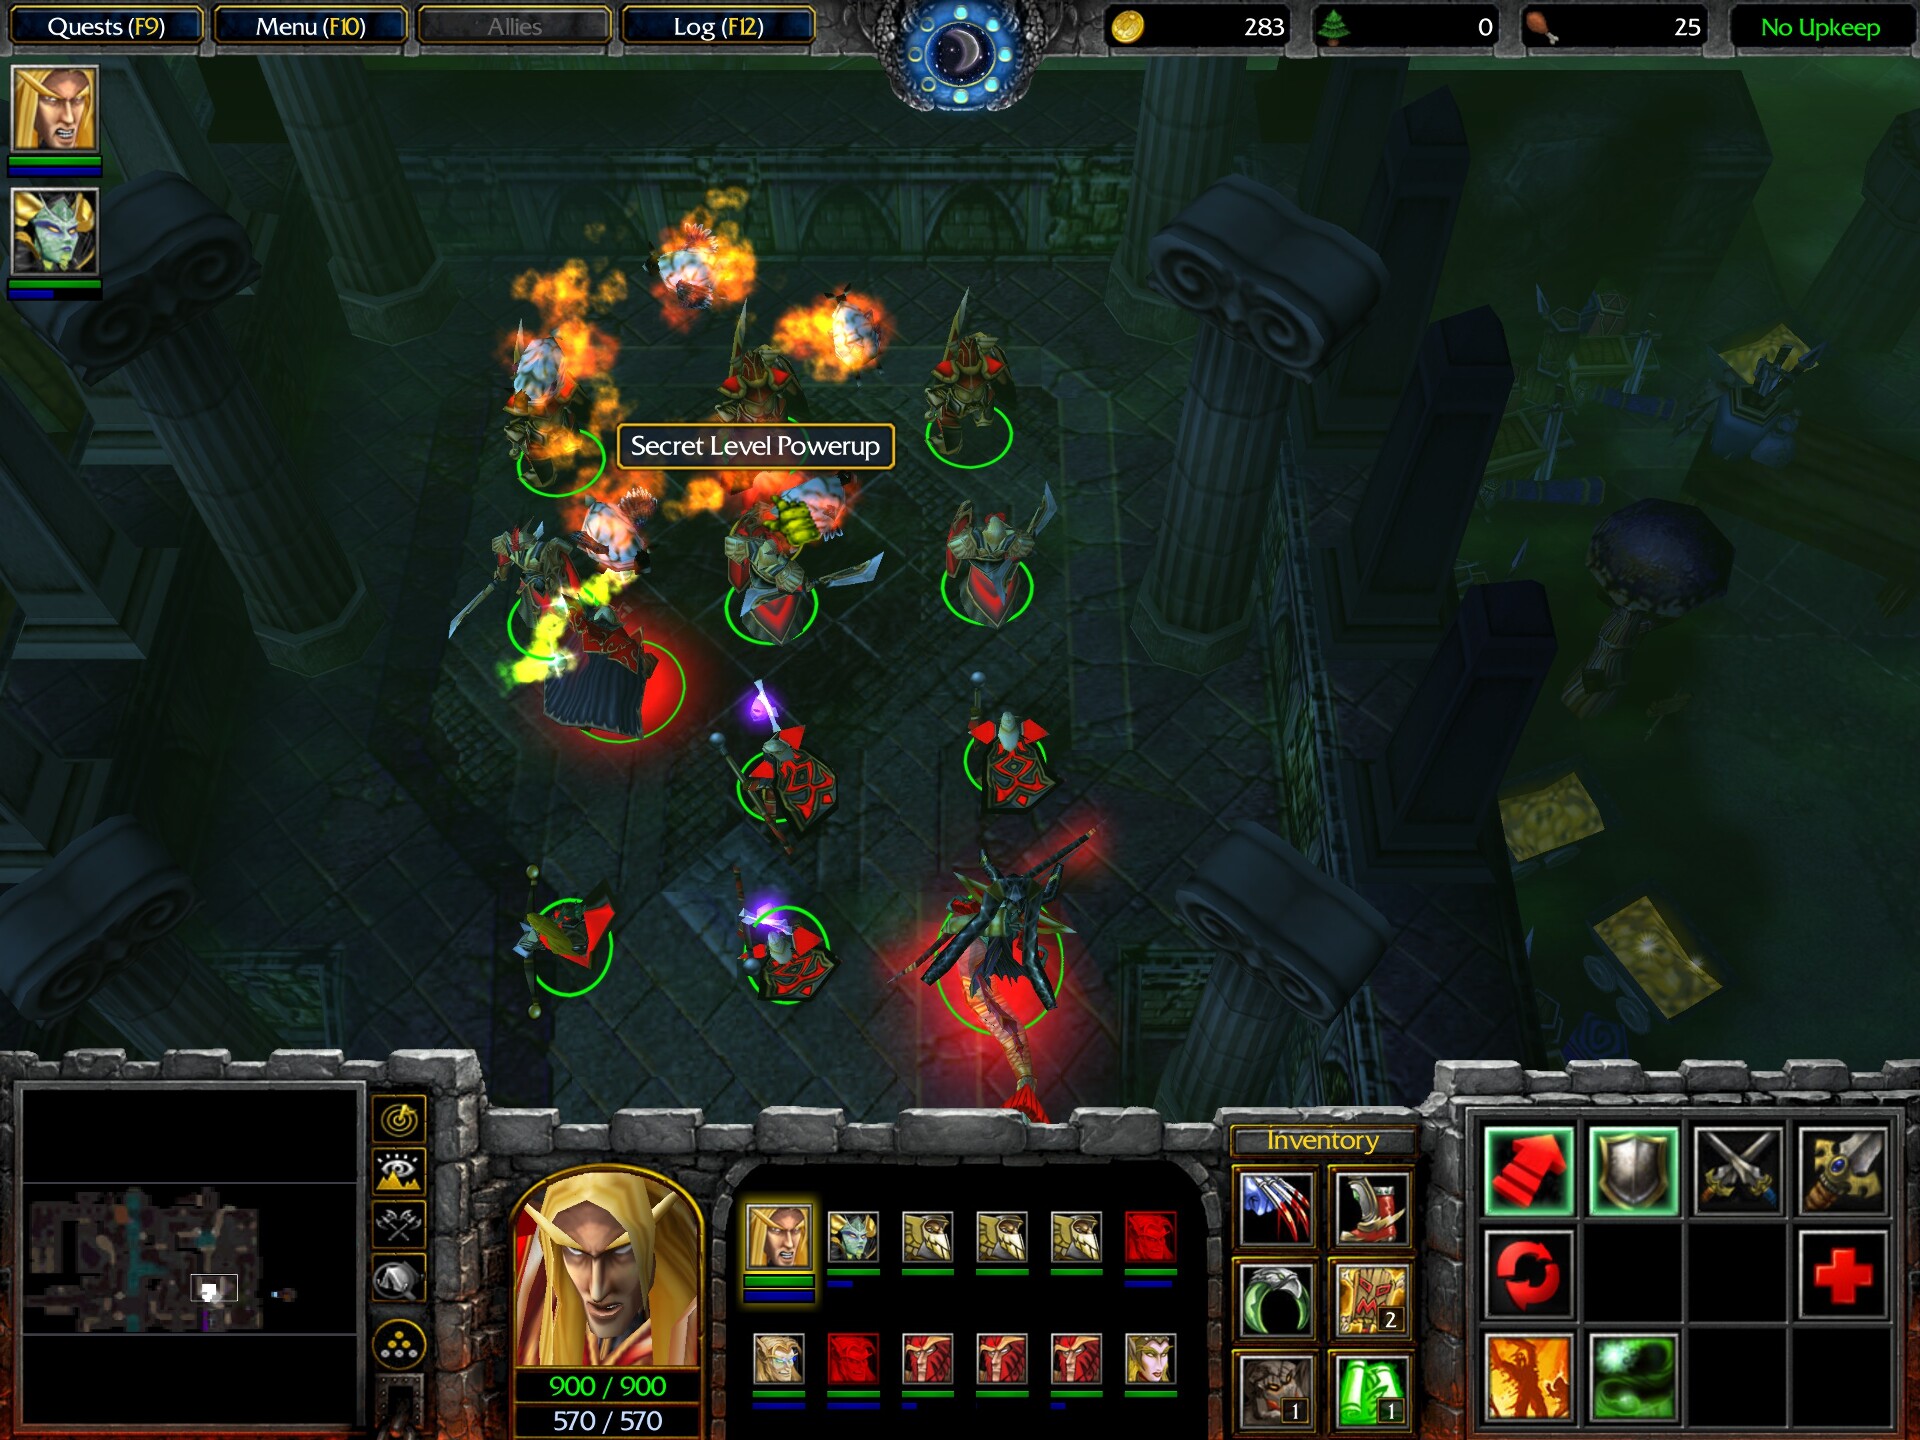 Quests (F9) Menu (F10) Allies Log (F12) 283 0 25 No Upkeep
Secret Level Powerup
Inventory
2
1 1
900 / 900
570 / 570